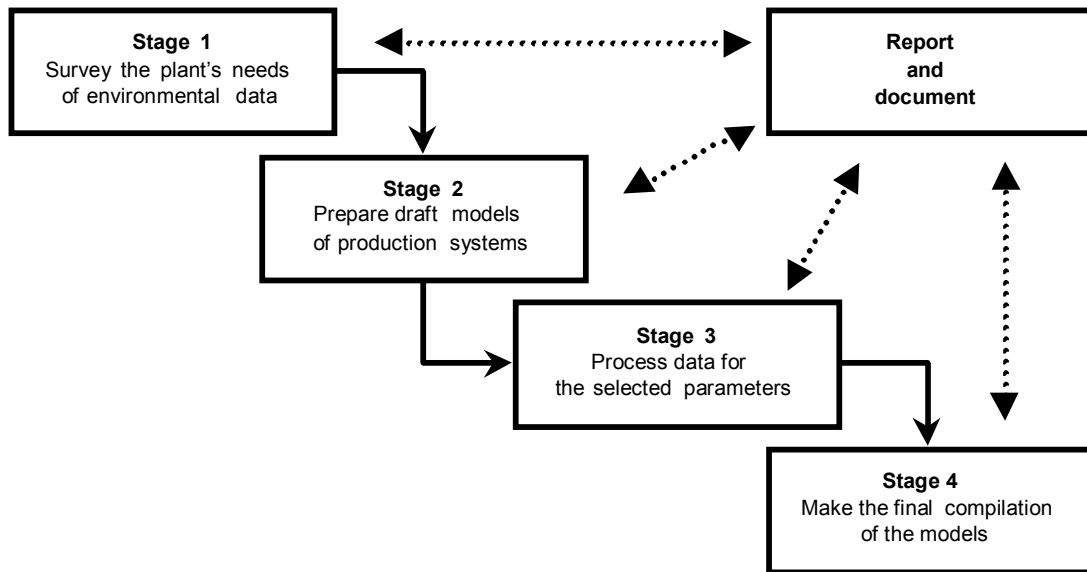 Stage 1
Survey the plant's needs
of environmental data
Report
and
document
Stage 2
Prepare draft models
of production systems
Stage 3
Process data for
the selected parameters
Stage 4
Make the final compilation
of the models